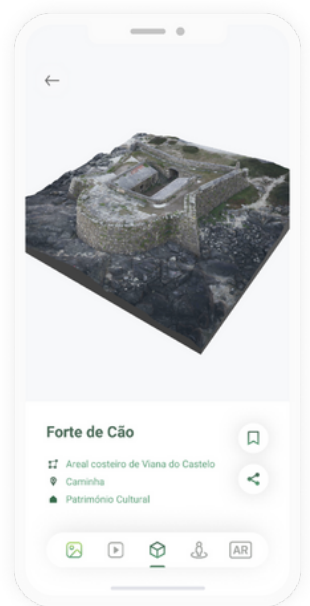 Forte de Cão
Areal costeiro de Viana do Castelo
Caminha
Património Cultural
AR